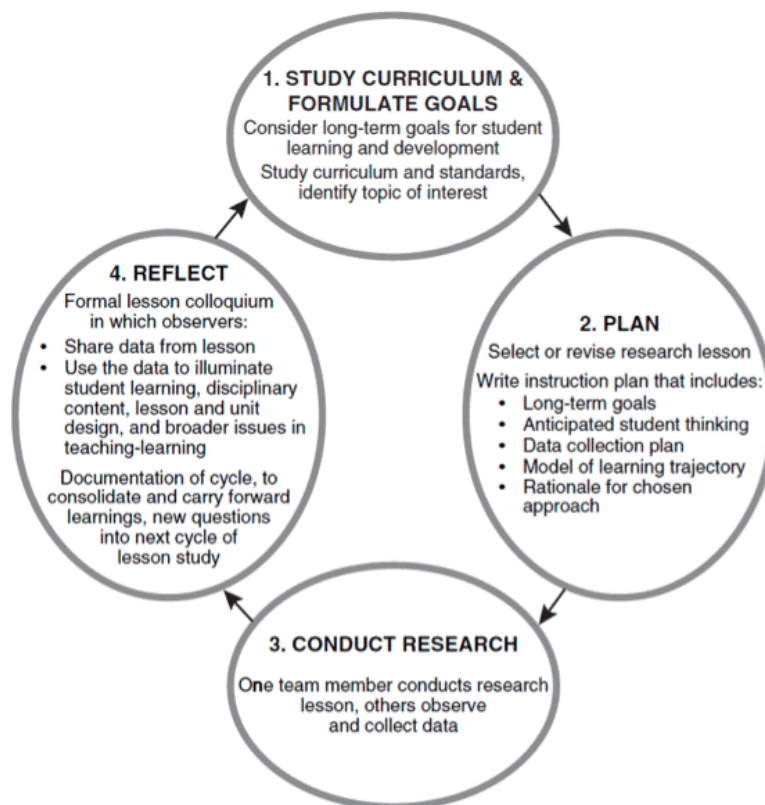 1. STUDY CURRICULUM &
FORMULATE GOALS
Consider long-term goals for student
learning and development
Study curriculum and standards,
identify topic of interest
2. PLAN
Select or revise research lesson
Write instruction plan that includes:
• Long-term goals
• Anticipated student thinking
• Data collection plan
• Model of learning trajectory
• Rationale for chosen
approach
3. CONDUCT RESEARCH
One team member conducts research
lesson, others observe
and collect data
4. REFLECT
Formal lesson colloquium
in which observers:
• Share data from lesson
• Use the data to illuminate
student learning, disciplinary
content, lesson and unit
design, and broader issues in
teaching-learning
Documentation of cycle, to
consolidate and carry forward
learnings, new questions
into next cycle of
lesson study